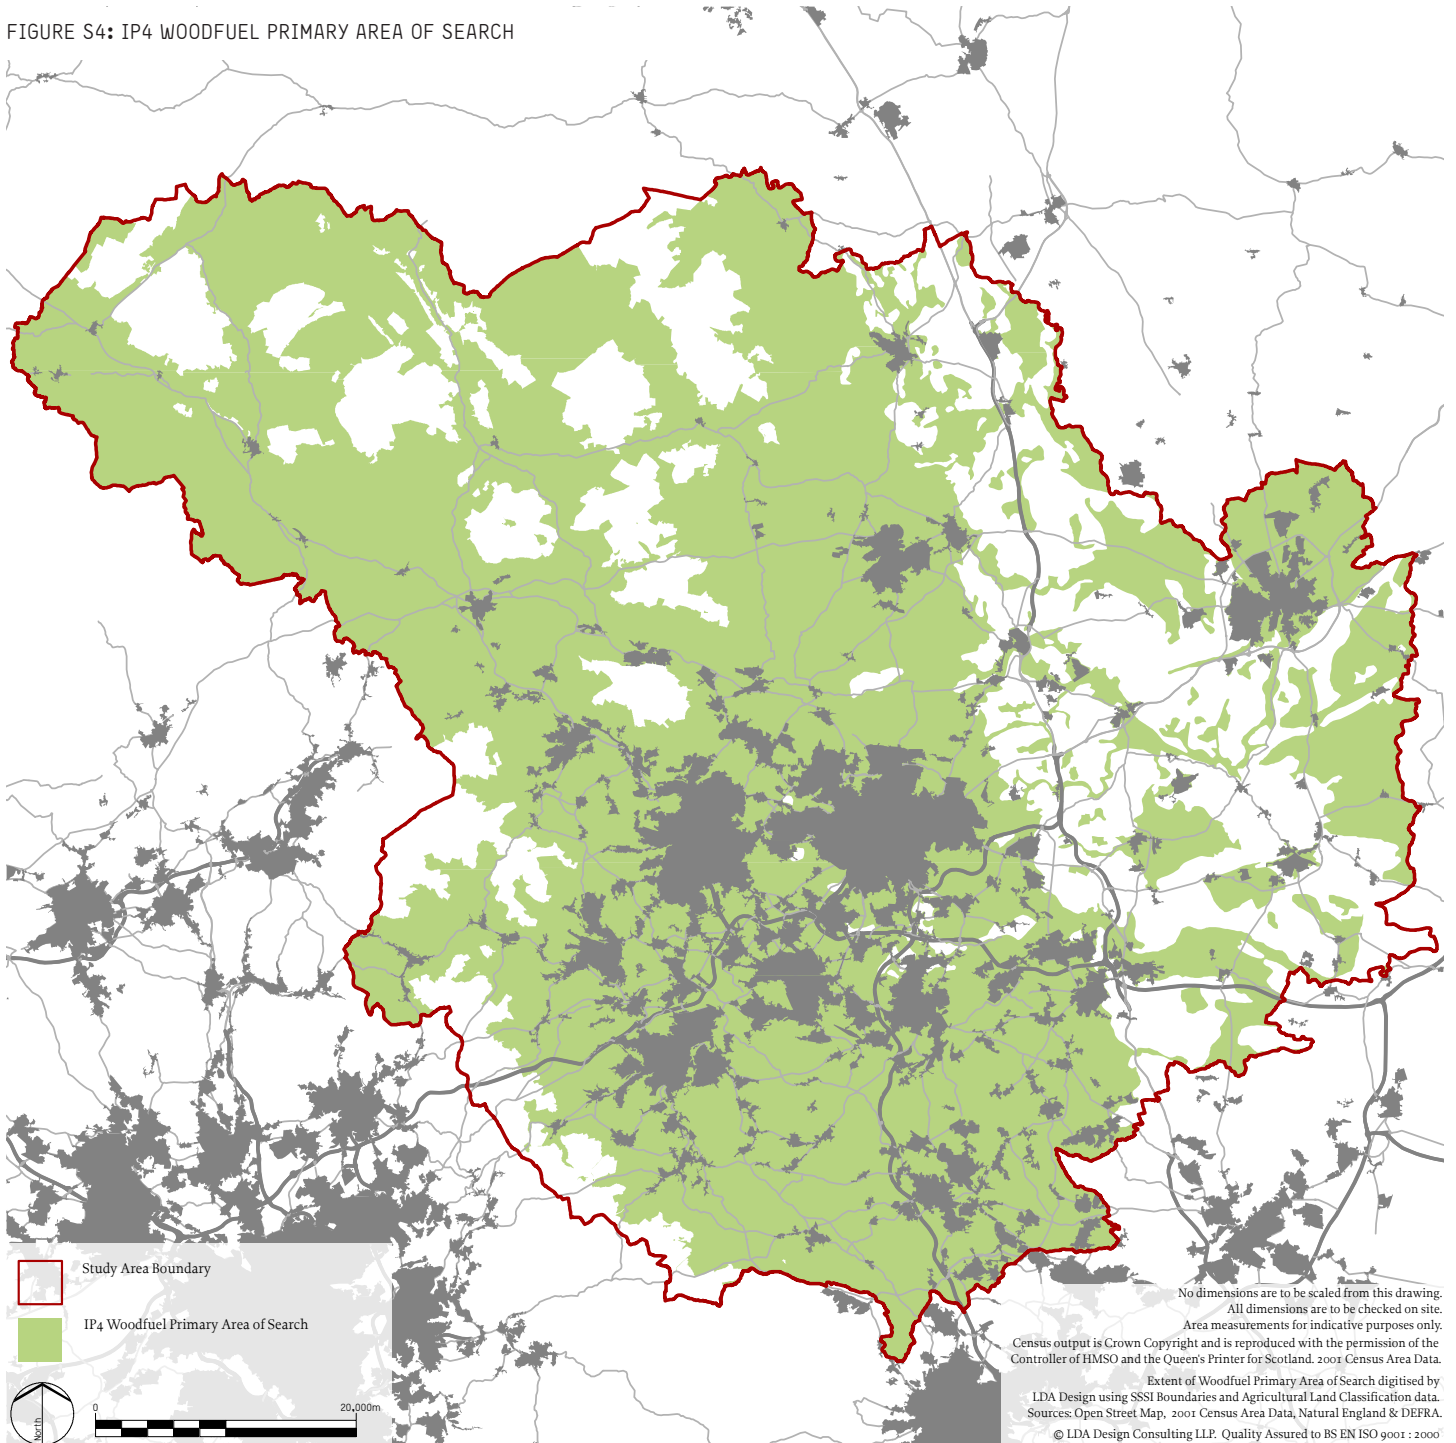 FIGURE S4: IP4 WOODFUEL PRIMARY AREA OF SEARCH
Study Area Boundary
IP4 Woodfuel Primary Area of Search
North
0
20,000m
No dimensions are to be scaled from this drawing.
All dimensions are to be checked on site.
Area measurements for indicative purposes only.
Census output is Crown Copyright and is reproduced with the permission of the
Controller of HMSO and the Queen's Printer for Scotland. 2001 Census Area Data.
Extent of Woodfuel Primary Area of Search digitised by
LDA Design using SSSI Boundaries and Agricultural Land Classification data.
Sources: Open Street Map, 2001 Census Area Data, Natural England & DEFRA.
© LDA Design Consulting LLP. Quality Assured to BS EN ISO 9001 : 2000